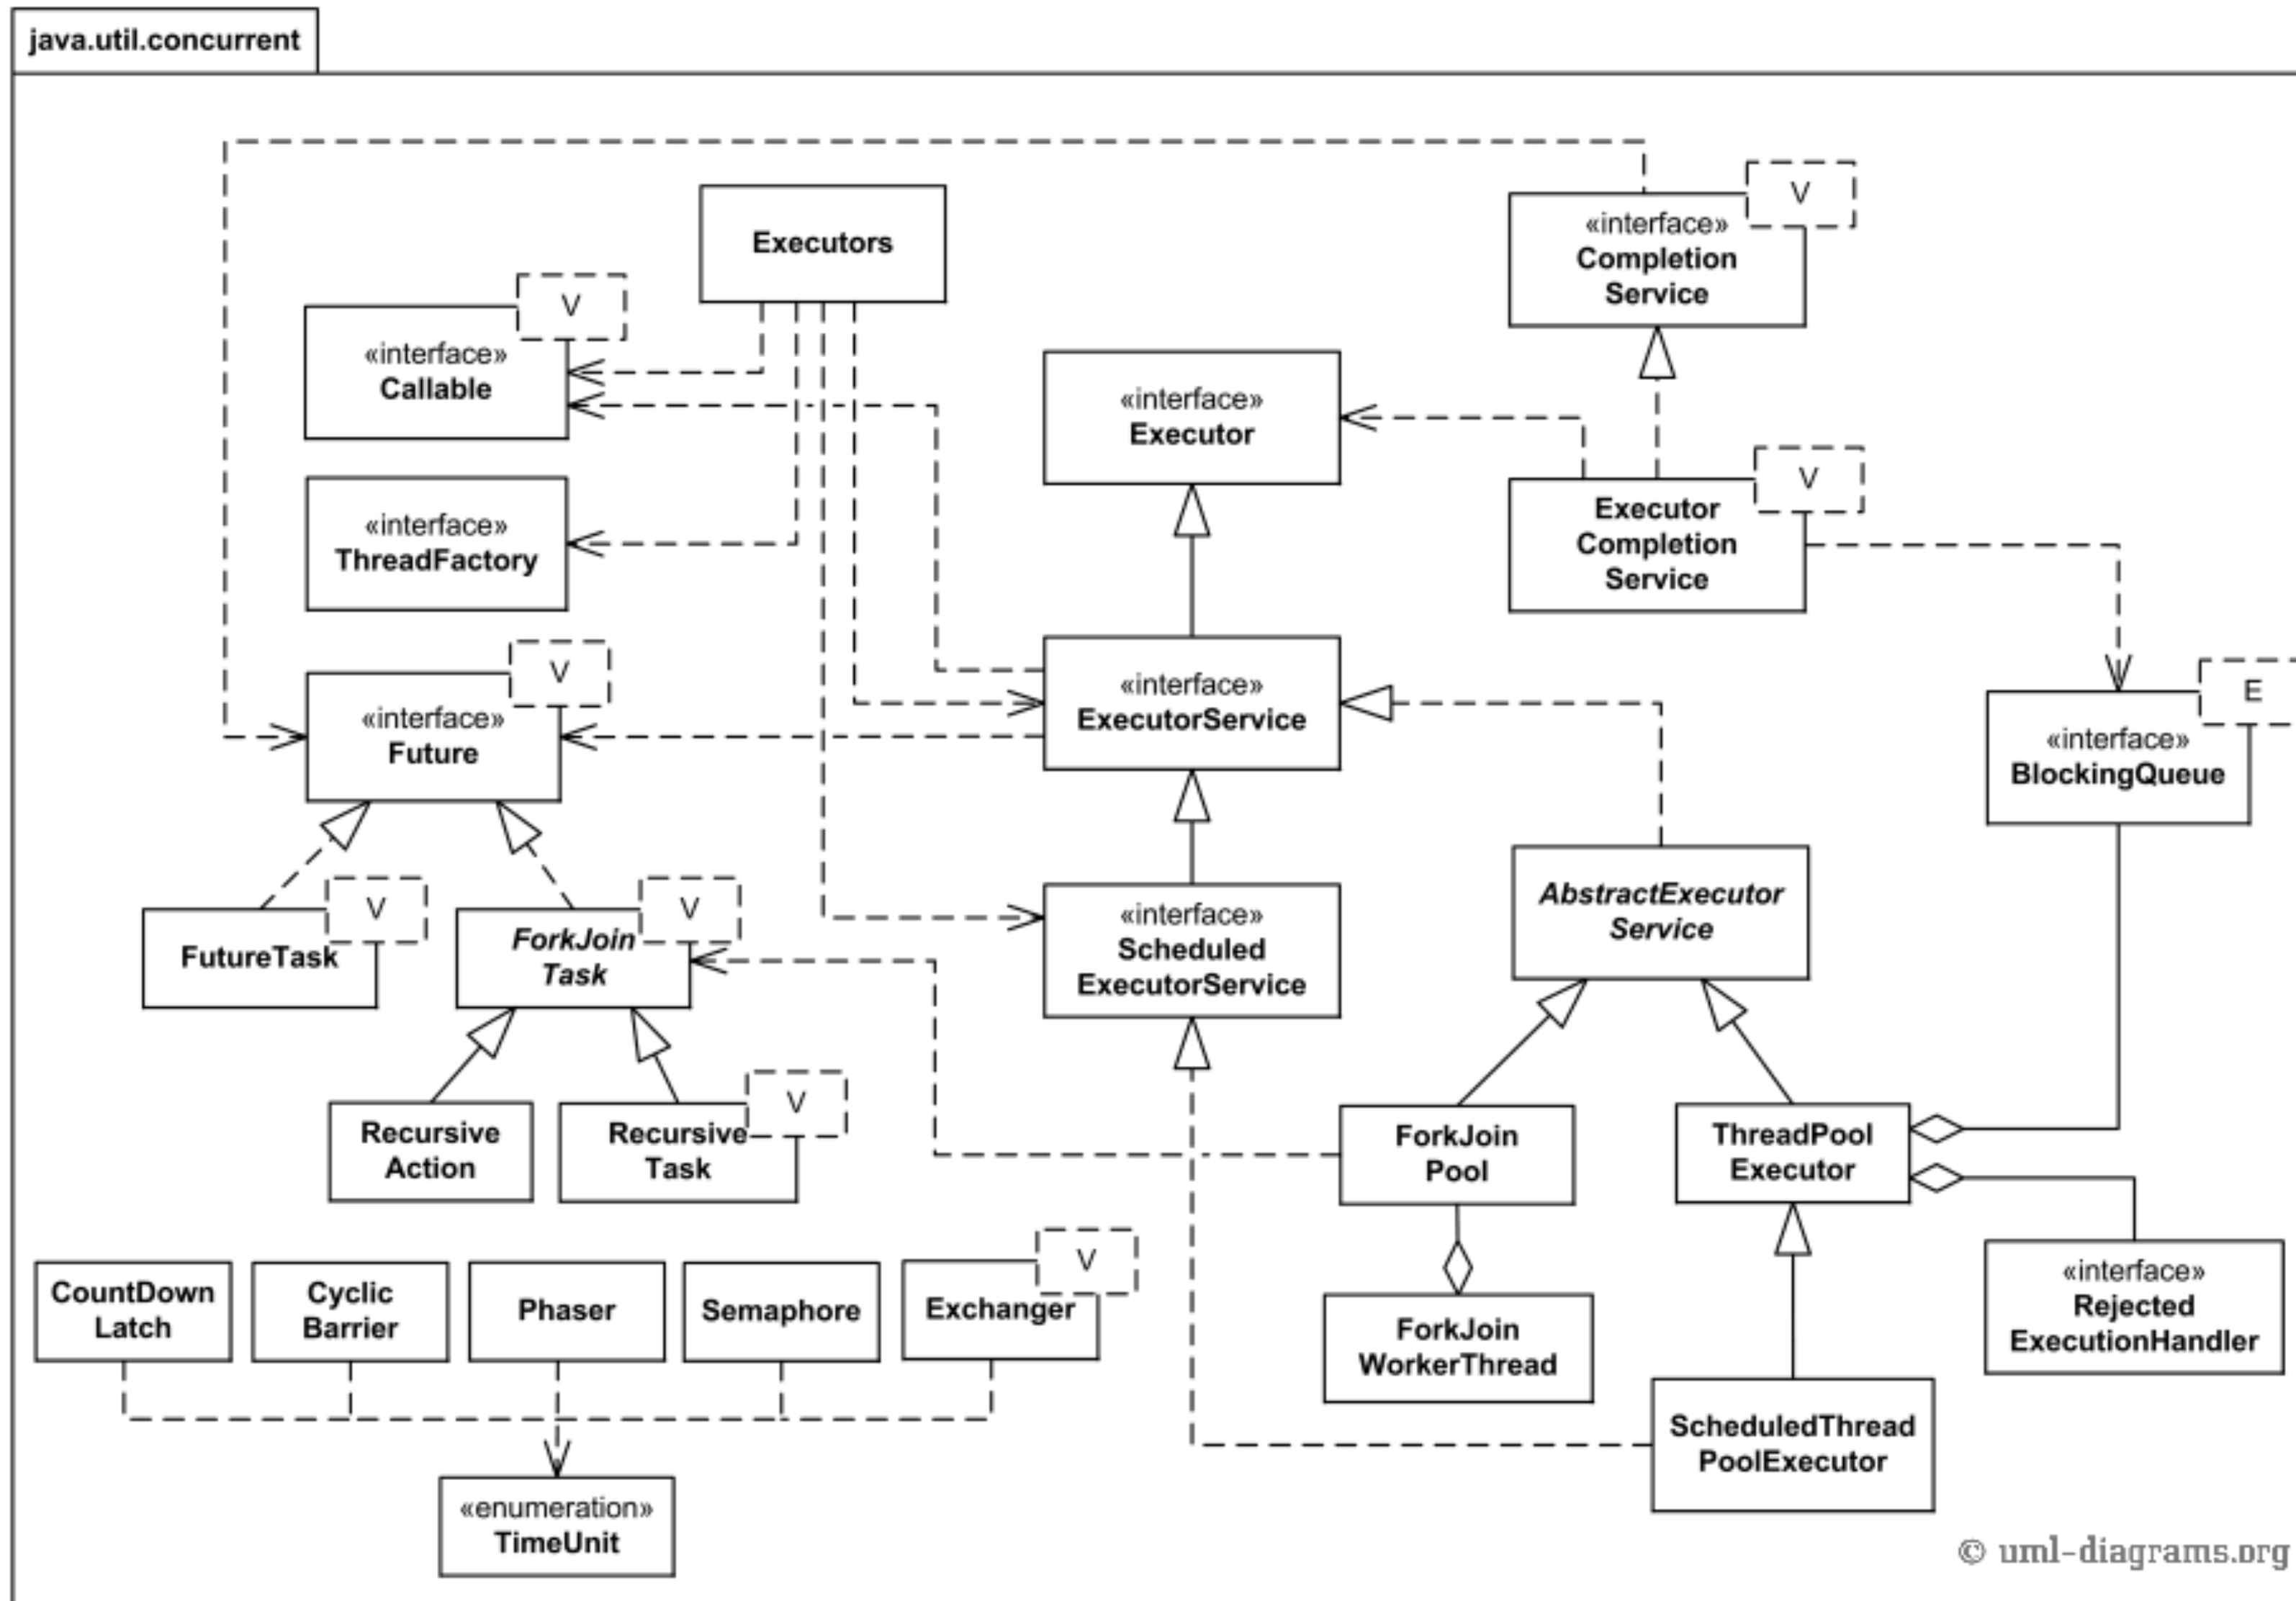 java.util.concurrent
V
«interface»
Completion
Service
Executors
V
«interface»
Callable
«interface»
Executor
V
Executor
Completion
Service
«interface»
ThreadFactory
V
«interface»
Future
«interface»
ExecutorService
E
«interface»
BlockingQueue
V
FutureTask
V
ForkJoin
Task
«interface»
Scheduled
ExecutorService
AbstractExecutor
Service
Recursive
Action
V
Recursive
Task
ForkJoin
Pool
ThreadPool
Executor
CountDown
Latch
Cyclic
Barrier
Phaser
Semaphore
V
Exchanger
ForkJoin
WorkerThread
«interface»
Rejected
ExecutionHandler
ScheduledThread
PoolExecutor
«enumeration»
TimeUnit
© uml-diagrams.org